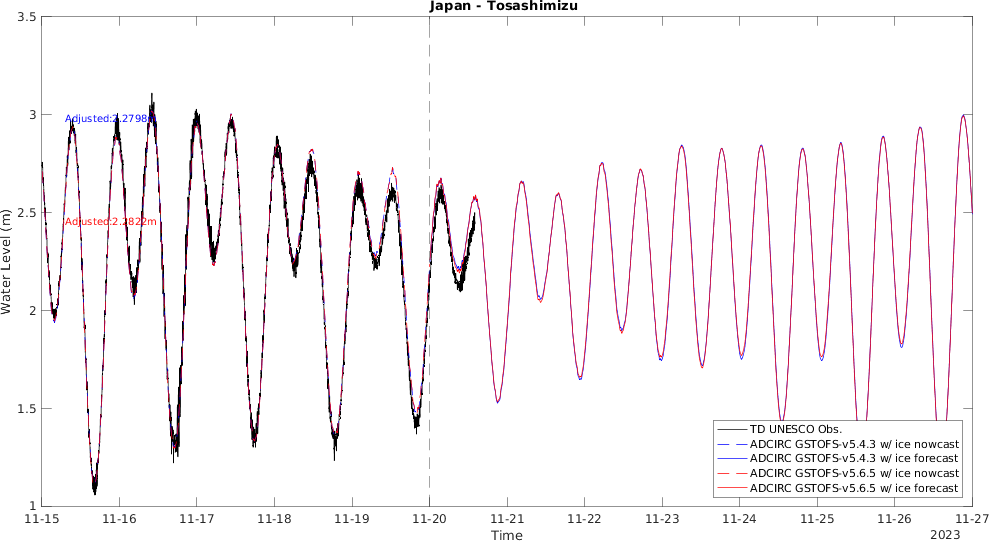 Japan - Tosashimizu
3.5
3
2.5
2
1.5
1
Water Level (m)
Adjusted:2.2798m
Adjusted:2.2822m
TD UNESCO Obs.
ADCIRC GSTOFS-v5.4.3 w/ ice nowcast
ADCIRC GSTOFS-v5.4.3 w/ ice forecast
ADCIRC GSTOFS-v5.6.5 w/ ice nowcast
ADCIRC GSTOFS-v5.6.5 w/ ice forecast
11-15 11-16 11-17 11-18 11-19 11-20 11-21 11-22 11-23 11-24 11-25 11-26 11-27
Time
2023